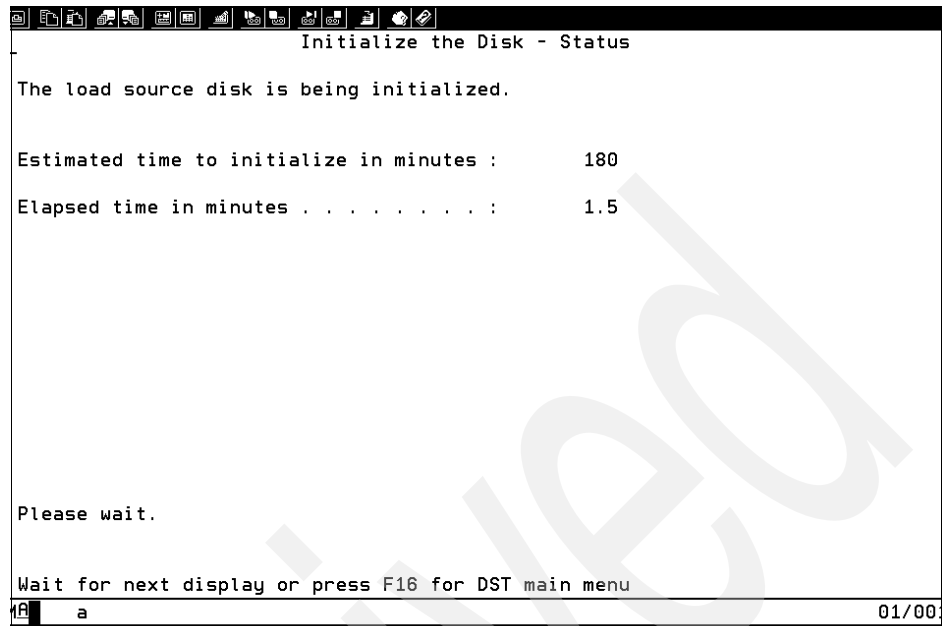 Initialize the Disk - Status
The load source disk is being initialized.
Estimated time to initialize in minutes :        180
Elapsed time in minutes . . . . . . . . :        1.5
Please wait.
Wait for next display or press F16 for DST main menu
a